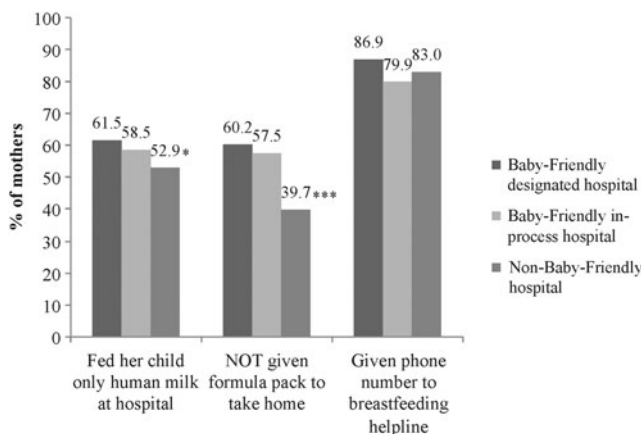 % of mothers
100
90
80
70
60
50
40
30
20
10
0
61.5
58.5
52.9 *
60.2
57.5
39.7 ***
86.9
79.9
83.0
Fed her child
only human milk
at hospital
NOT given
formula pack to
take home
Given phone
number to
breastfeeding
helpline
Baby-Friendly
designated hospital
Baby-Friendly in-
process hospital
Non-Baby-Friendly
hospital